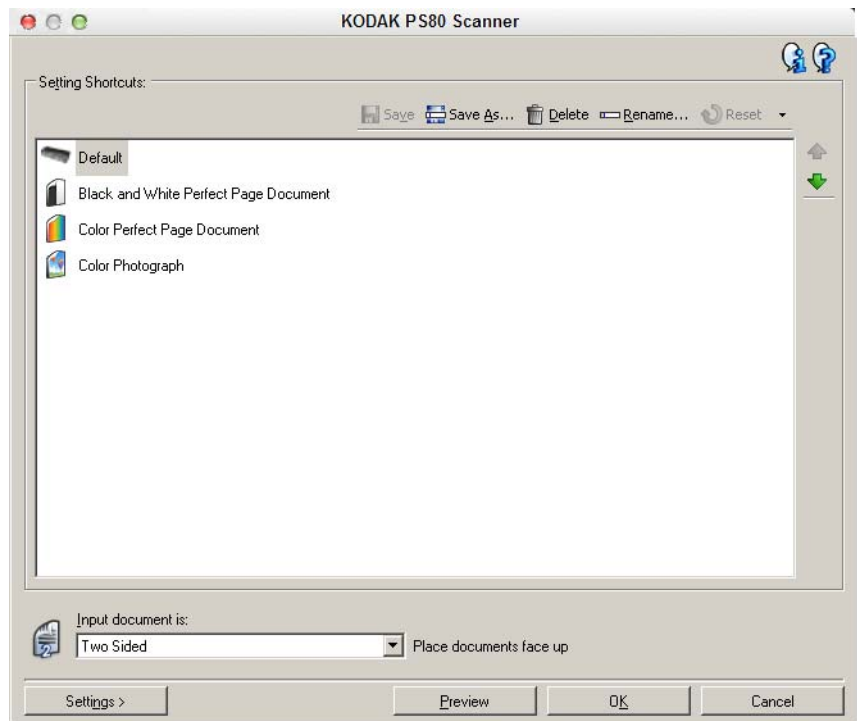 KODAK PS80 Scanner
Setting Shortcuts:
Save Save As... Delete Rename... Reset
Default
Black and White Perfect Page Document
Color Perfect Page Document
Color Photograph
Input document is:
Two Sided Place documents face up
Settings > Preview OK Cancel